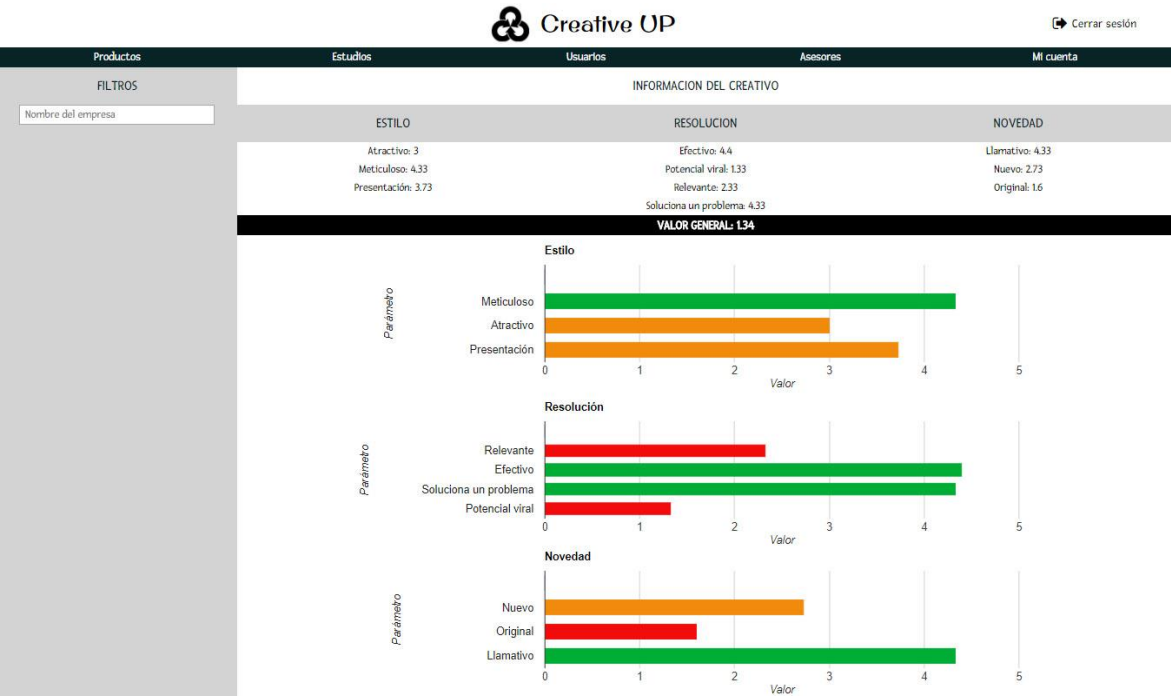 Creative UP
Cerrar sesión
Productos Estudios Usuarios Asesores Mi cuenta
FILTROS
Nombre del empresa
INFORMACION DEL CREATIVO
ESTILO RESOLUCION NOVEDAD
Atractivo: 3 Efectivo: 4.4 Llamativo: 4.33
Meticuloso: 4.33 Potencial viral: 1.33 Nuevo: 2.73
Presentación: 3.73 Relevante: 2.33 Original: 1.6
Soluciona un problema: 4.33
VALOR GENERAL: 1.34
Estilo
Parámetro
Meticuloso
Atractivo
Presentación
0 1 2 3 4 5
Valor
Resolución
Parámetro
Relevante
Efectivo
Soluciona un problema
Potencial viral
0 1 2 3 4 5
Valor
Novedad
Parámetro
Nuevo
Original
Llamativo
0 1 2 3 4 5
Valor